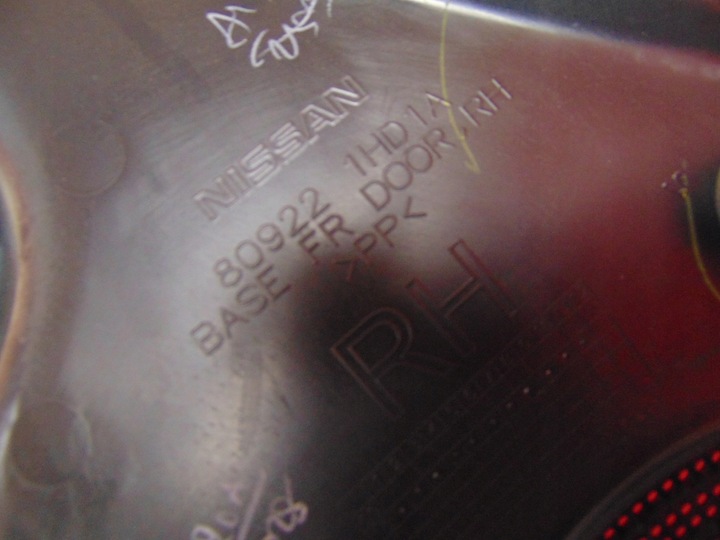 NISSAN
80922 1HD1A
BASE FR DOOR,RH
>PP<
RH